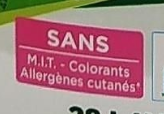 SANS
M.I.T. - Colorants
Allergènes cutanés*